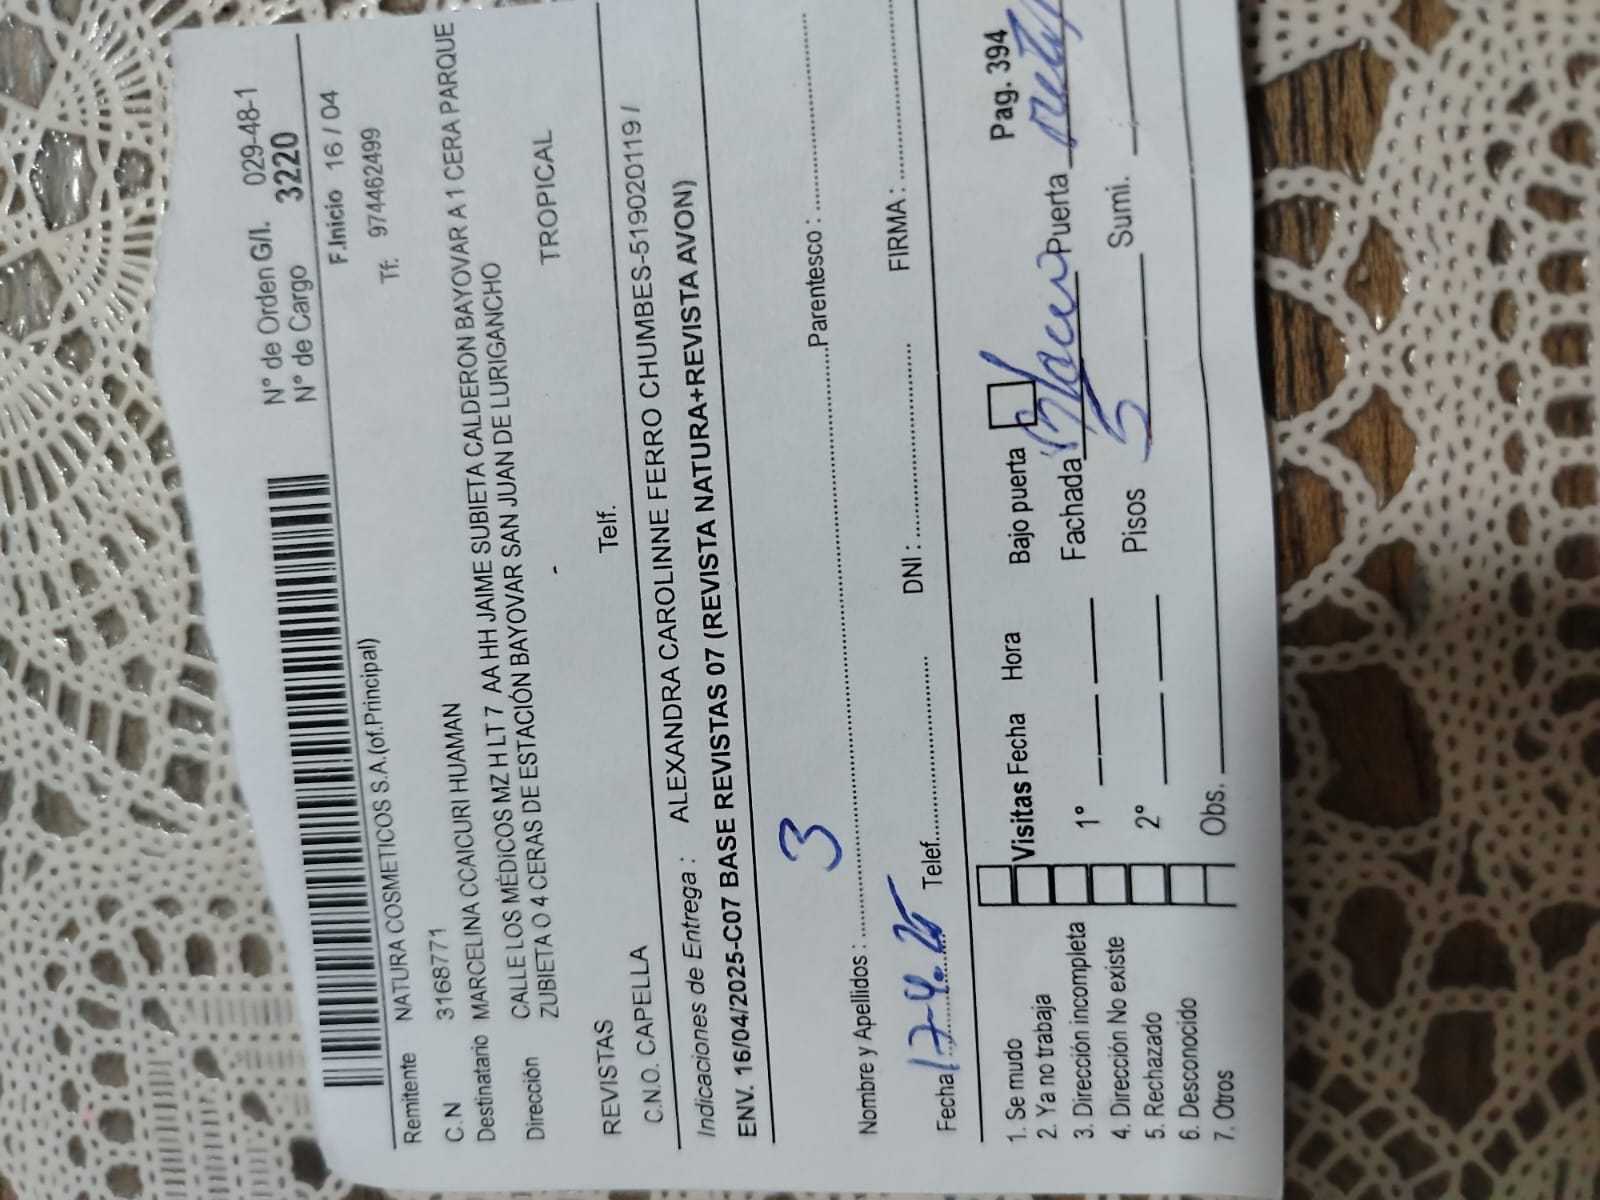 N° de Orden G/I. 029-48-1
N° de Cargo 3220
F.Inicio 16 / 04
Remitente NATURA COSMETICOS S.A.(of.Principal)
Tf: 974462499
C.N 3168771
Destinatario MARCELINA CCAICURI HUAMAN
Dirección CALLE LOS MÉDICOS MZ H LT 7 AA HH JAIME SUBIETA CALDERON BAYOVAR A 1 CERA PARQUE
ZUBIETA O 4 CERAS DE ESTACIÓN BAYOVAR SAN JUAN DE LURIGANCHO
- TROPICAL
REVISTAS Telf.
C.N.O. CAPELLA
Indicaciones de Entrega : ALEXANDRA CAROLINNE FERRO CHUMBES-5190201119 /
ENV. 16/04/2025-C07 BASE REVISTAS 07 (REVISTA NATURA+REVISTA AVON)
3
Nombre y Apellidos : Parentesco :
Fecha 17-4.25 Telef. DNI : FIRMA :
1. Se mudo Visitas Fecha Hora Bajo puerta Pag. 394
2. Ya no trabaja
3. Dirección incompleta 1° Fachada Puerta
4. Dirección No existe
5. Rechazado 2° Pisos 5 Sumi.
6. Desconocido
7. Otros Obs.